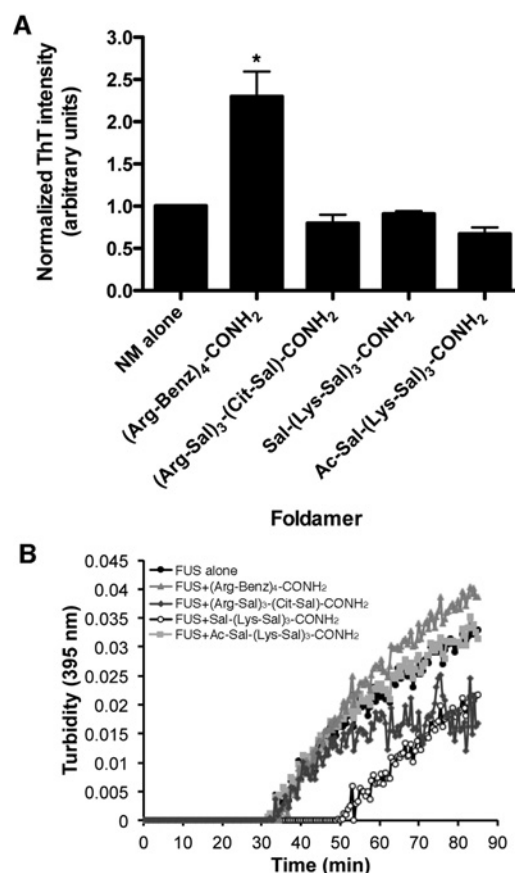 A
Normalized ThT intensity
(arbitrary units)
3.0
2.5
2.0
1.5
1.0
0.5
0.0
*
NM alone
(Arg-Benz)4-CONH2
(Arg-Sal)3-(Cit-Sal)-CONH2
Sal-(Lys-Sal)3-CONH2
Ac-Sal-(Lys-Sal)3-CONH2
Foldamer
B
Turbidity (395 nm)
0.045
0.04
0.035
0.03
0.025
0.02
0.015
0.01
0.005
0
FUS alone
FUS+(Arg-Benz)4-CONH2
FUS+(Arg-Sal)3-(Cit-Sal)-CONH2
FUS+Sal-(Lys-Sal)3-CONH2
FUS+Ac-Sal-(Lys-Sal)3-CONH2
0 10 20 30 40 50 60 70 80 90
Time (min)